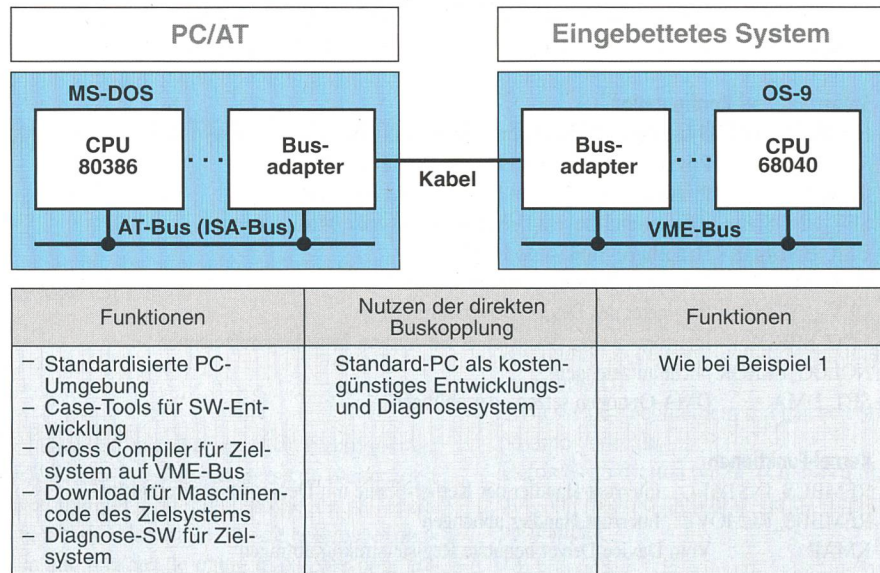 PC/AT
Eingebettetes System
MS-DOS
CPU
80386
Bus-
adapter
AT-Bus (ISA-Bus)
Kabel
OS-9
Bus-
adapter
CPU
68040
VME-Bus
Funktionen
Nutzen der direkten
Buskopplung
Funktionen
– Standardisierte PC-
Umgebung
– Case-Tools für SW-Ent-
wicklung
– Cross Compiler für Ziel-
system auf VME-Bus
– Download für Maschinen-
code des Zielsystems
– Diagnose-SW für Ziel-
system
Standard-PC als kosten-
günstiges Entwicklungs-
und Diagnosesystem
Wie bei Beispiel 1